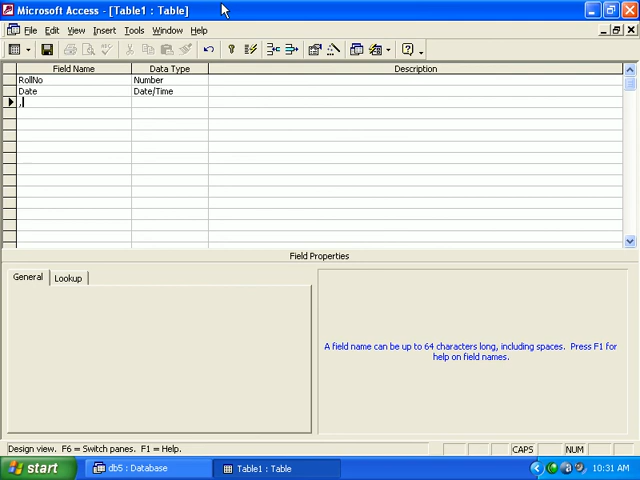 Microsoft Access - [Table1 : Table]
File Edit View Insert Tools Window Help
Field Name Data Type Description
RollNo Number
Date Date/Time
,
Field Properties
General Lookup
A field name can be up to 64 characters long, including spaces. Press F1 for
help on field names.
Design view. F6 = Switch panes. F1 = Help. CAPS NUM
start db5 : Database Table1 : Table 10:31 AM